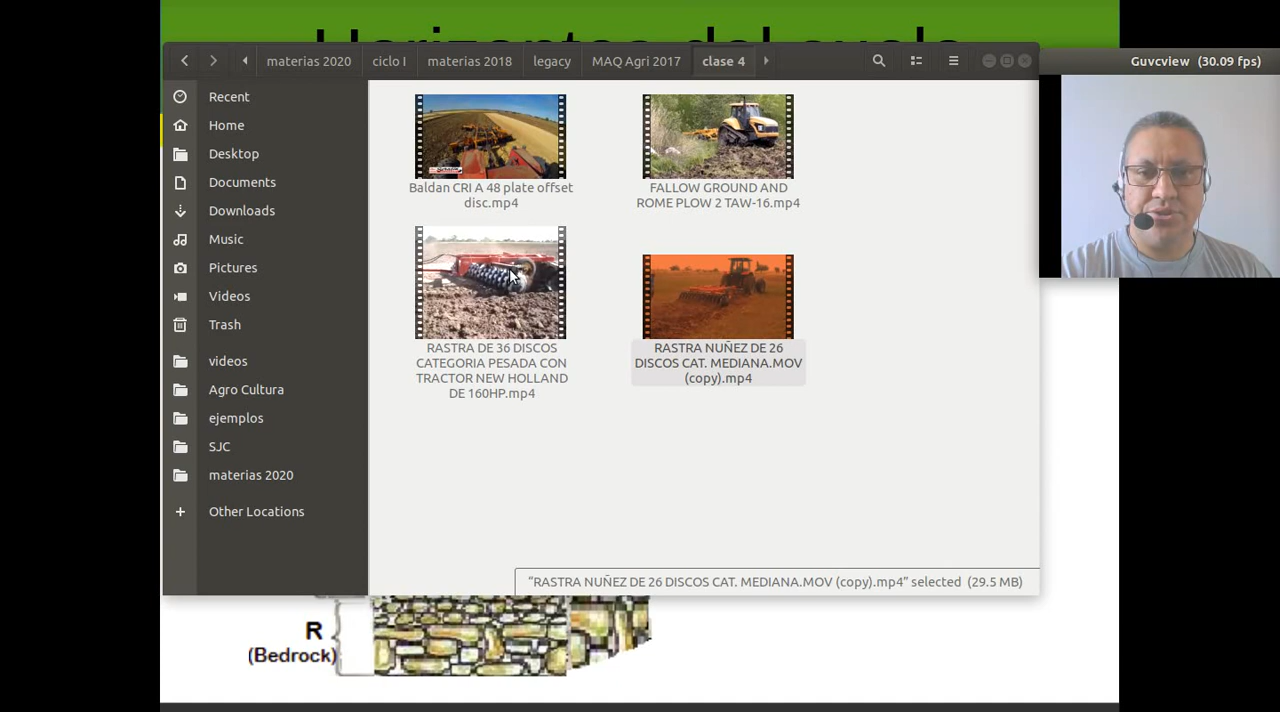 Horizontes del suelo
materias 2020
ciclo I
materias 2018
legacy
MAQ Agri 2017
clase 4
Guvcview (30.09 fps)
Recent
Home
Desktop
Documents
Downloads
Music
Pictures
Videos
Trash
videos
Agro Cultura
ejemplos
SJC
materias 2020
Other Locations
Baldan CRI A 48 plate offset
disc.mp4
FALLOW GROUND AND
ROME PLOW 2 TAW-16.mp4
RASTRA DE 36 DISCOS
CATEGORIA PESADA CON
TRACTOR NEW HOLLAND
DE 160HP.mp4
RASTRA NUÑEZ DE 26
DISCOS CAT. MEDIANA.MOV
(copy).mp4
"RASTRA NUÑEZ DE 26 DISCOS CAT. MEDIANA.MOV (copy).mp4" selected (29.5 MB)
R
(Bedrock)